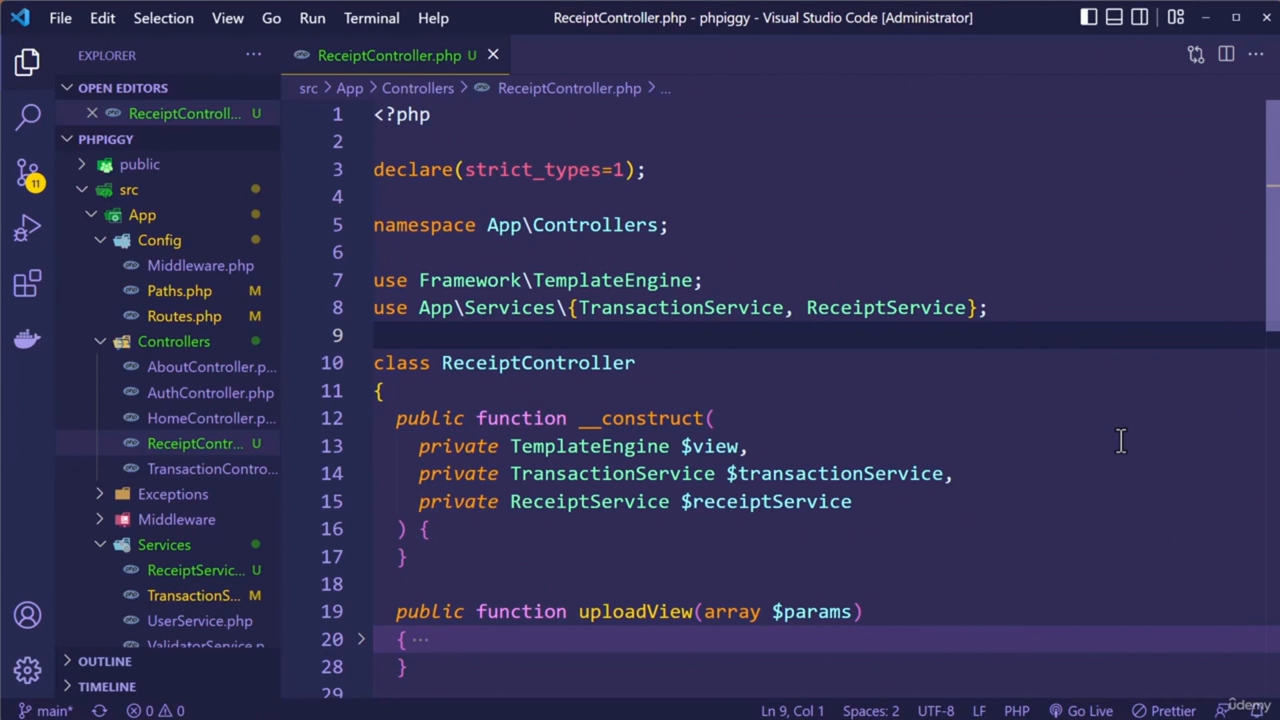 File Edit Selection View Go Run Terminal Help
ReceiptController.php - phpiggy - Visual Studio Code [Administrator]
EXPLORER
ReceiptController.php U
OPEN EDITORS
src > App > Controllers > ReceiptController.php > ...
ReceiptControll... U
PHPIGGY
public
src
App
Config
Middleware.php
Paths.php M
Routes.php M
Controllers
AboutController.p...
AuthController.php
HomeController.p...
ReceiptContr... U
TransactionContro...
Exceptions
Middleware
Services
ReceiptServic... U
TransactionS... M
UserService.php
ValidatorService.p
OUTLINE
TIMELINE
11
1 <?php
2
3 declare(strict_types=1);
4
5 namespace App\Controllers;
6
7 use Framework\TemplateEngine;
8 use App\Services\{TransactionService, ReceiptService};
9
10 class ReceiptController
11 {
12 public function __construct(
13 private TemplateEngine $view,
14 private TransactionService $transactionService,
15 private ReceiptService $receiptService
16 ) {
17 }
18
19 public function uploadView(array $params)
20 { ...
28 }
29
main* 0 0
Ln 9, Col 1 Spaces: 2 UTF-8 LF PHP Go Live Prettier
ûdemy